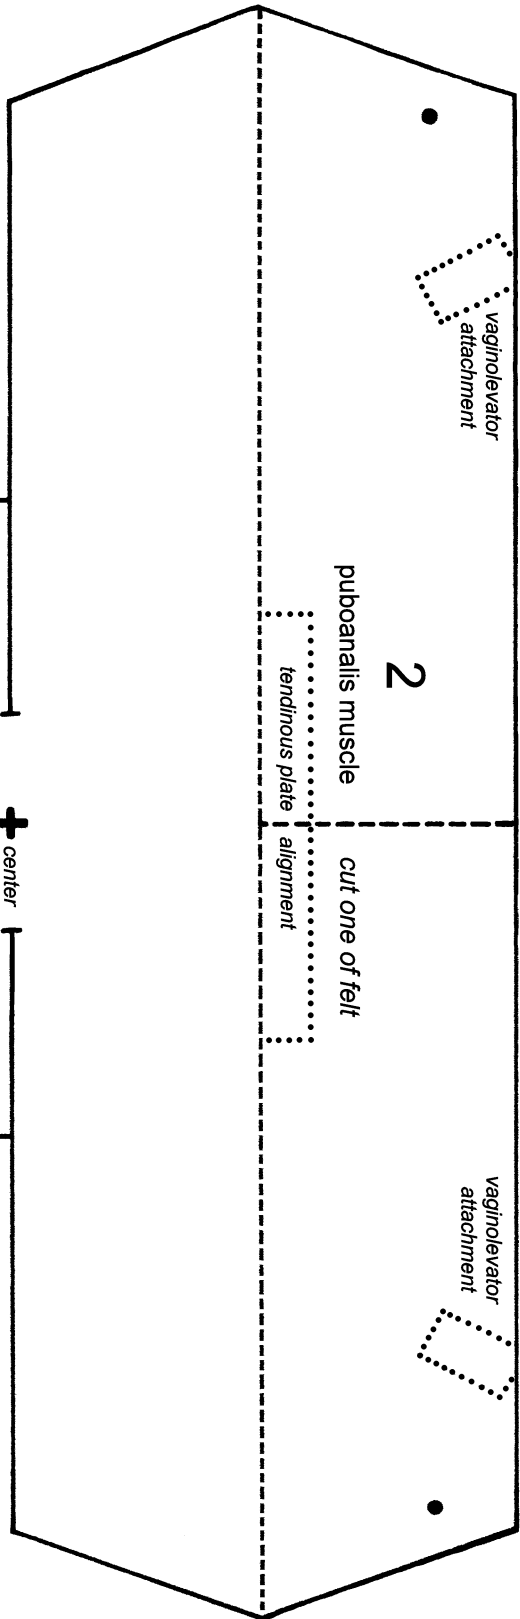 2
puboanalis muscle
cut one of felt
tendinous plate alignment
vaginolevator
attachment
vaginolevator
attachment
center